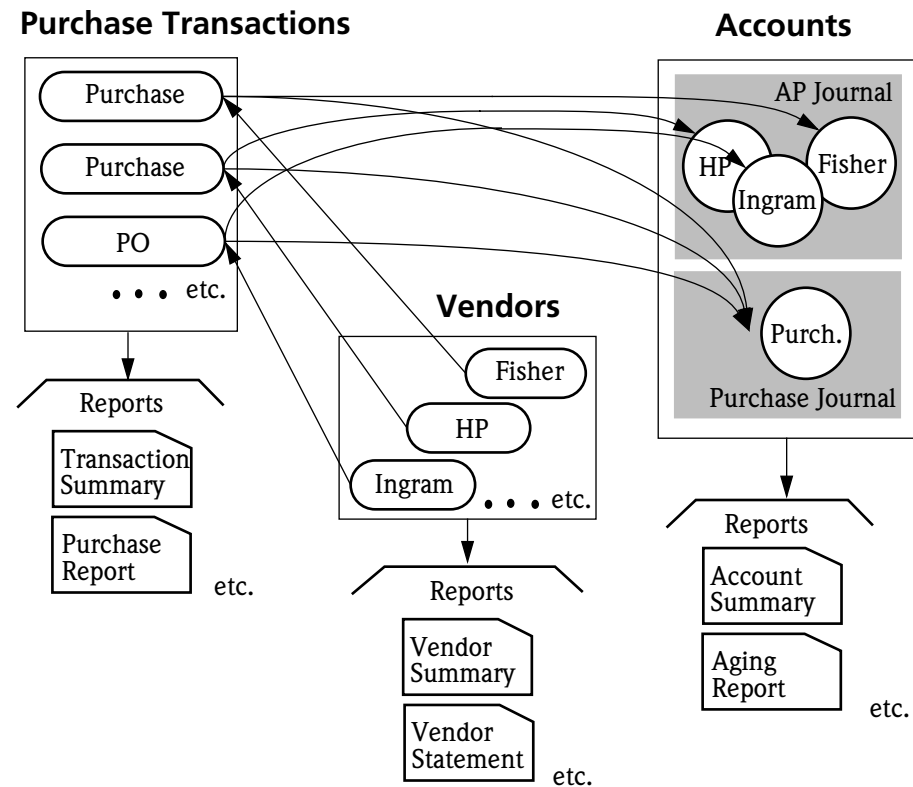 Purchase Transactions
Purchase
Purchase
PO
• • • etc.
Reports
Transaction
Summary
Purchase
Report
etc.
Vendors
Fisher
HP
Ingram
• • • etc.
Reports
Vendor
Summary
Vendor
Statement
etc.
Accounts
AP Journal
HP
Ingram
Fisher
Purch.
Purchase Journal
Reports
Account
Summary
Aging
Report
etc.